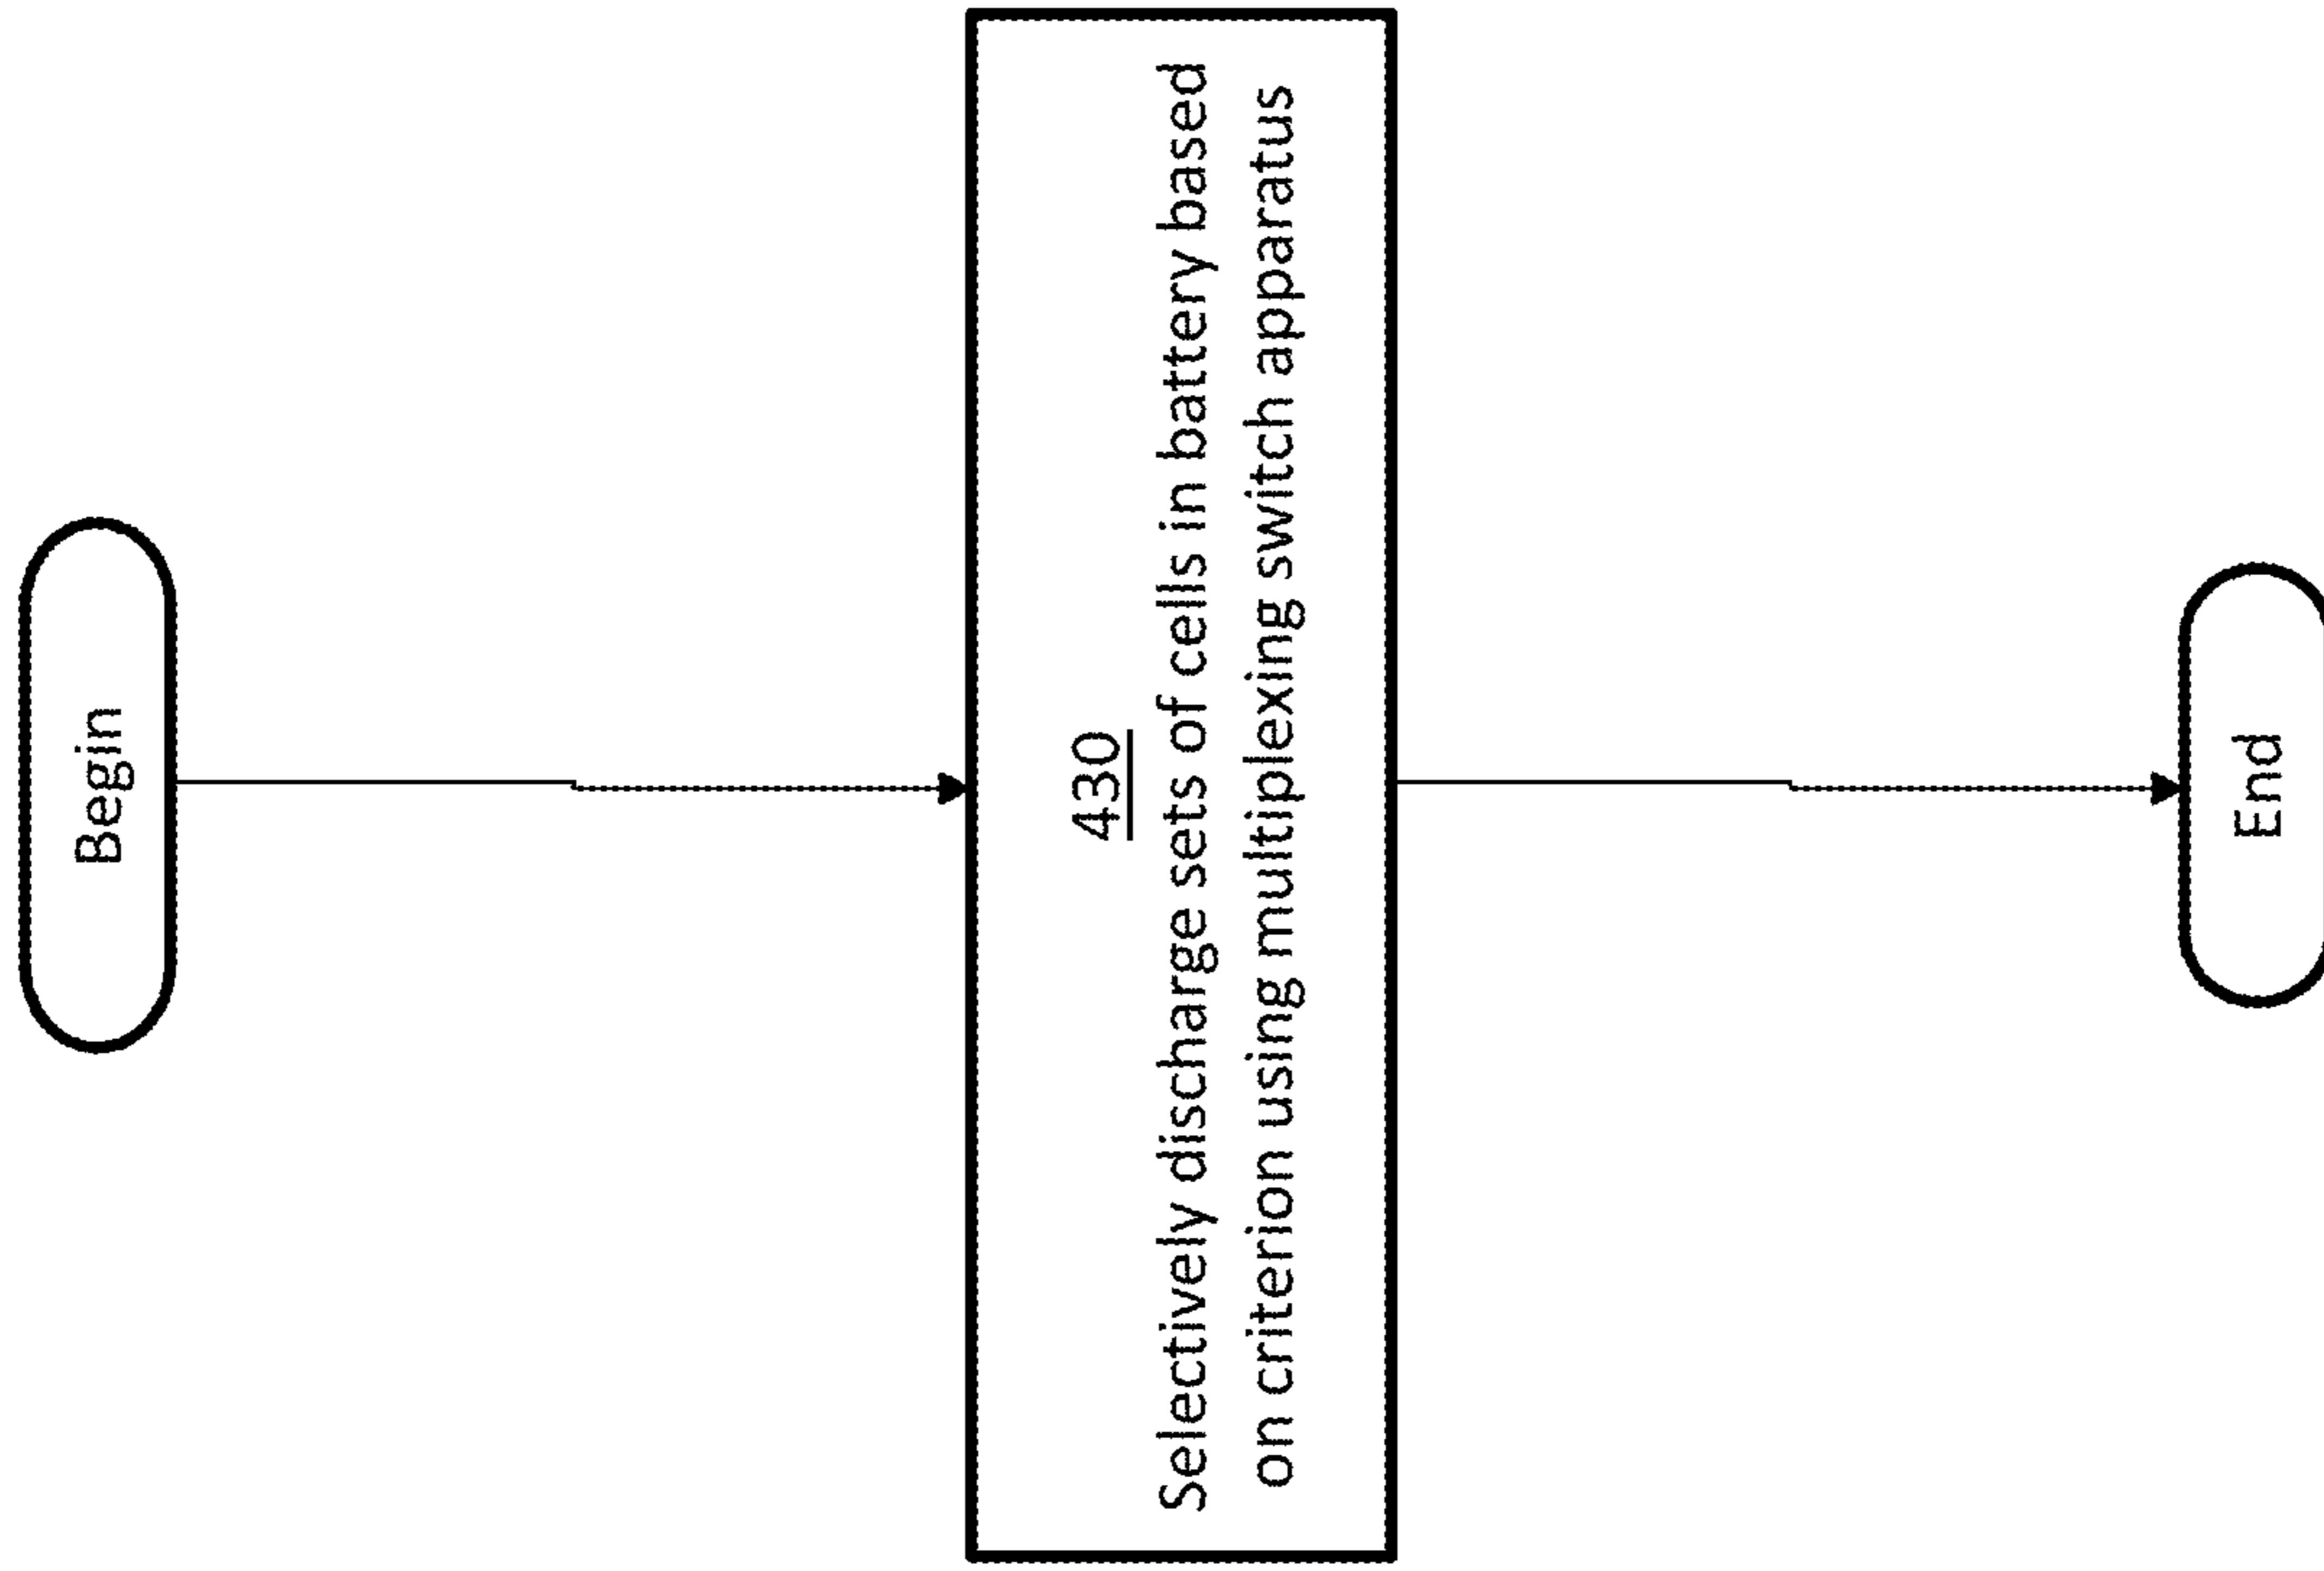 Begin
430
Selectively discharge sets of cells in battery based
on criterion using multiplexing switch apparatus
End